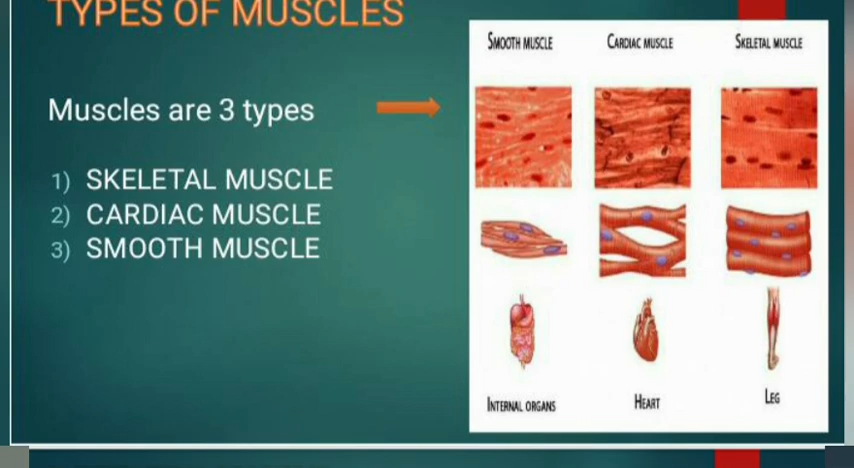 TYPES OF MUSCLES
Muscles are 3 types
1) SKELETAL MUSCLE
2) CARDIAC MUSCLE
3) SMOOTH MUSCLE
SMOOTH MUSCLE CARDIAC MUSCLE SKELETAL MUSCLE
INTERNAL ORGANS HEART LEG